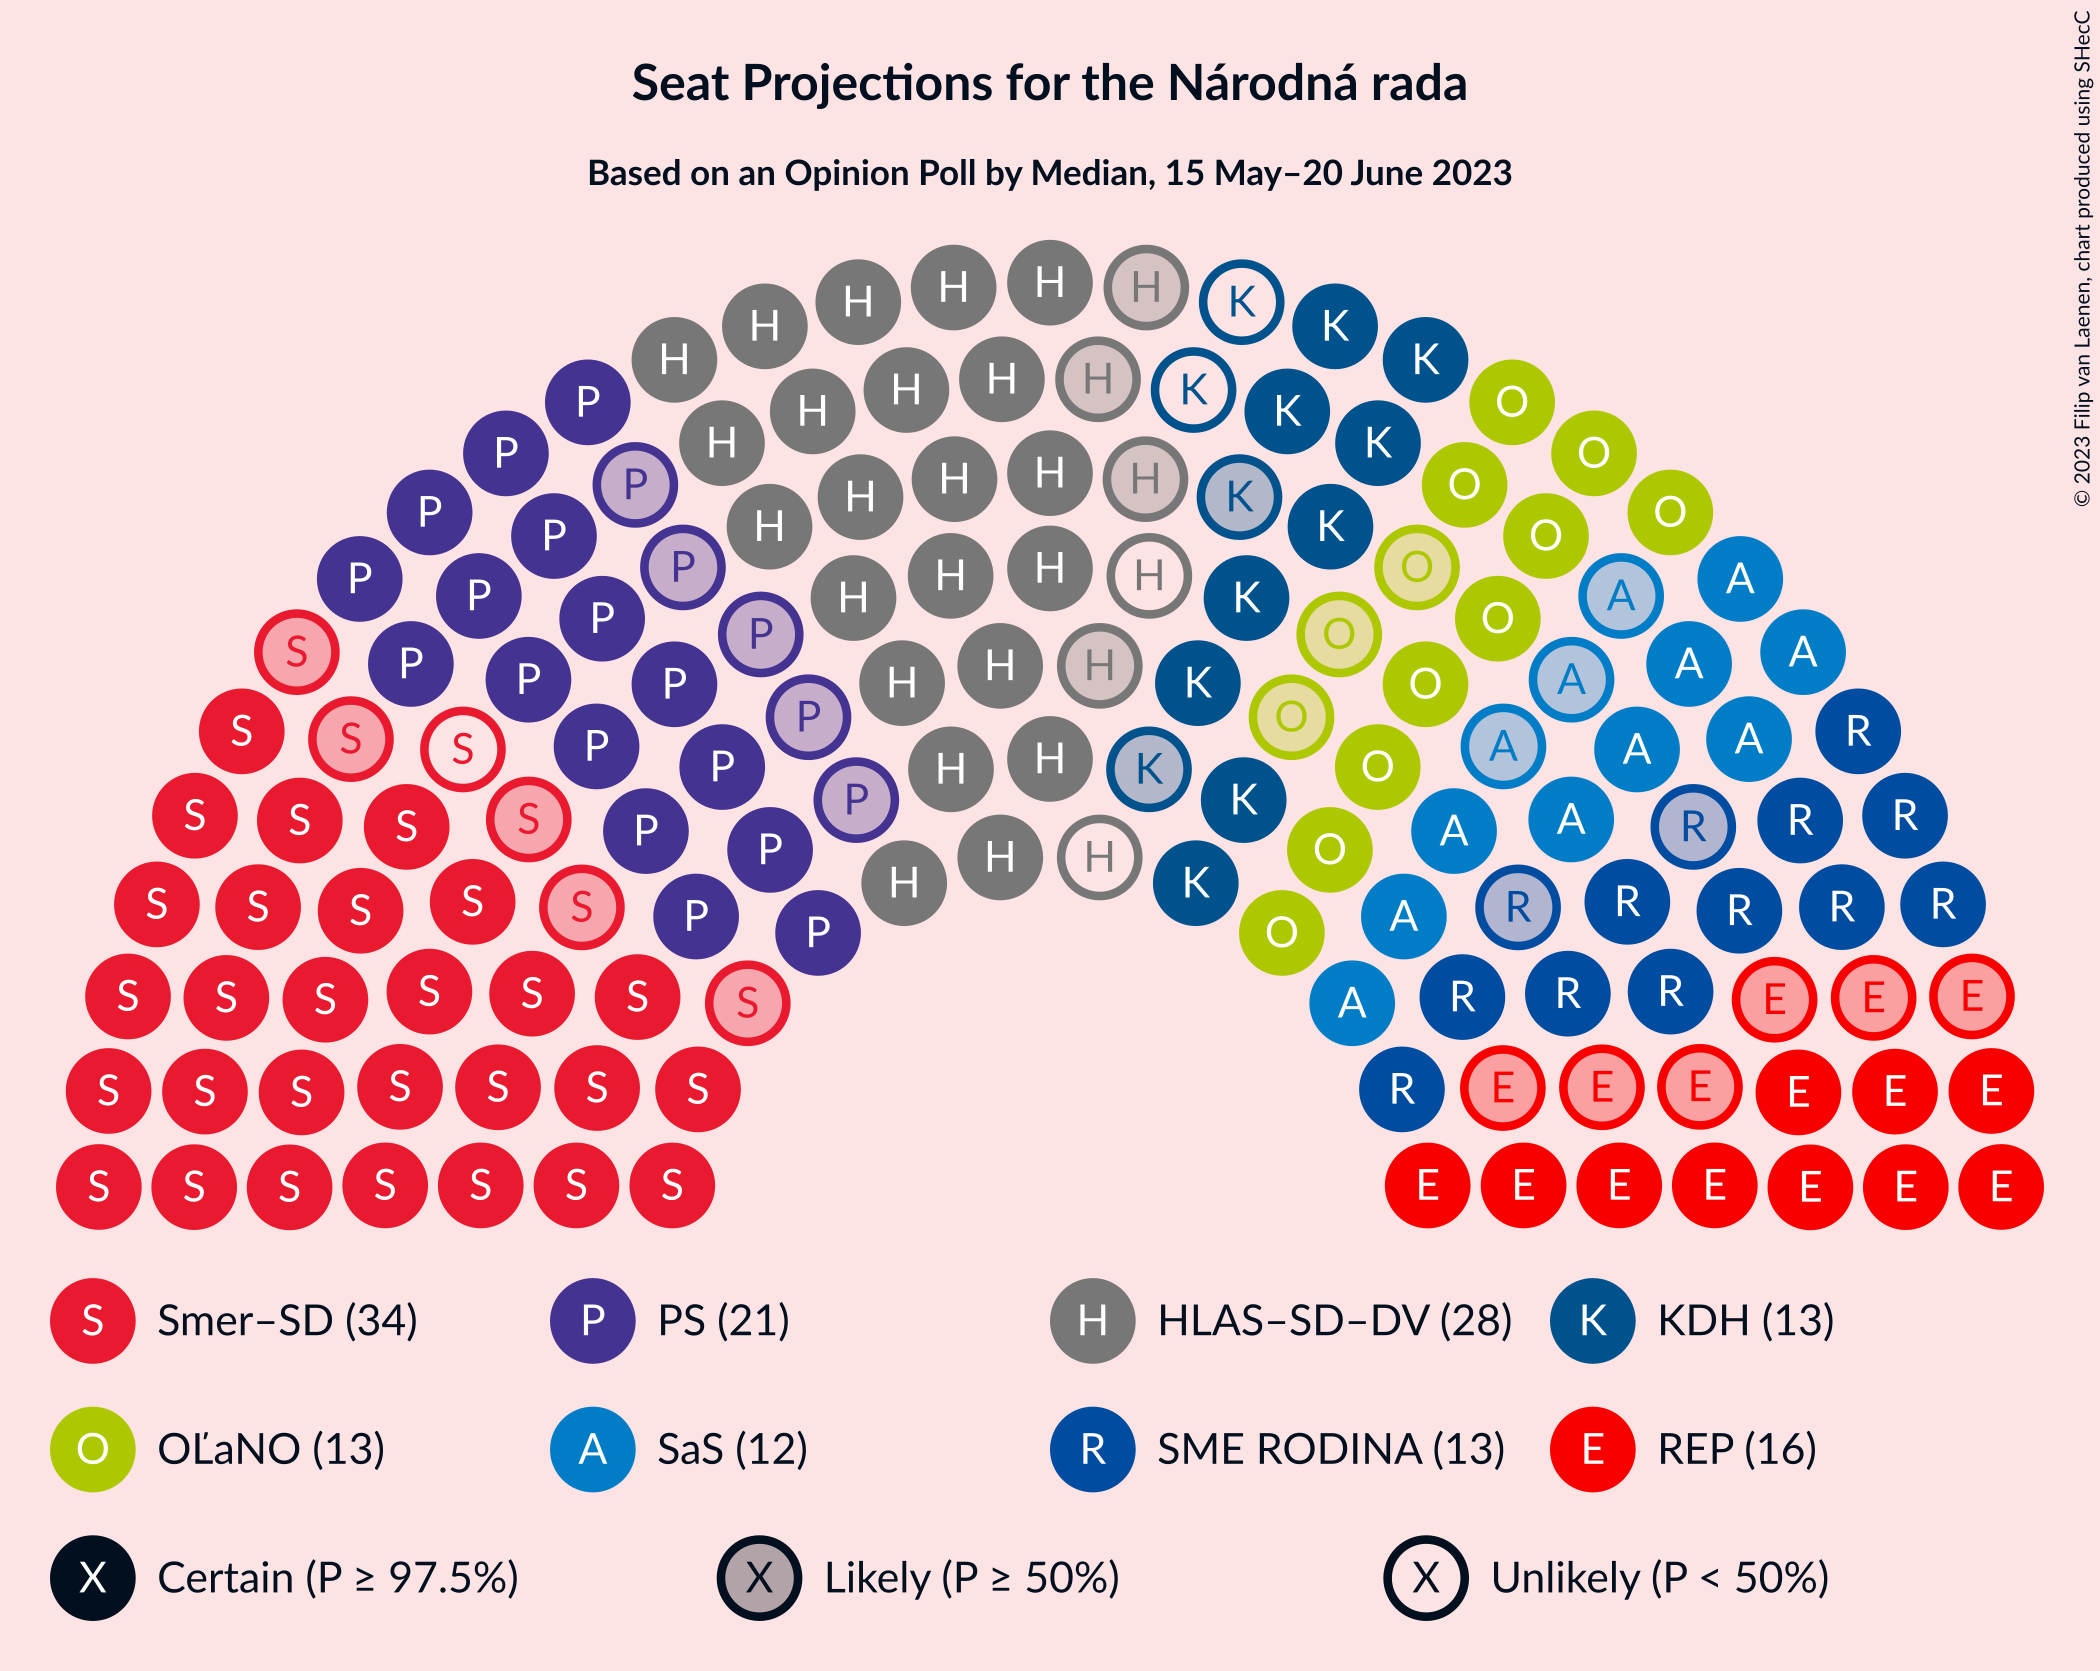 Seat Projections for the Národná rada
Based on an Opinion Poll by Median, 15 May–20 June 2023
© 2023 Filip van Laenen, chart produced using SHecC
H H H H H H K K K
H H H H K K K
P H H O
P P H H H H H K K O O
P P H H H H K O O O
P P P P H H H K O O O A A
S P P P P P H H H K K O O A A A A
S S S P P P H H K K O O A A A A R
S S S S P P P H H H K O O A A R R R
S S S S S P P O A R R R R R
S S S S S S S A R R R E E E
S S S S S S S R E E E E E E
S S S S S S S E E E E E E E
S Smer–SD (34) P PS (21) H HLAS–SD–DV (28) K KDH (13)
O OĽaNO (13) A SaS (12) R SME RODINA (13) E REP (16)
X Certain (P ≥ 97.5%) X Likely (P ≥ 50%) X Unlikely (P < 50%)